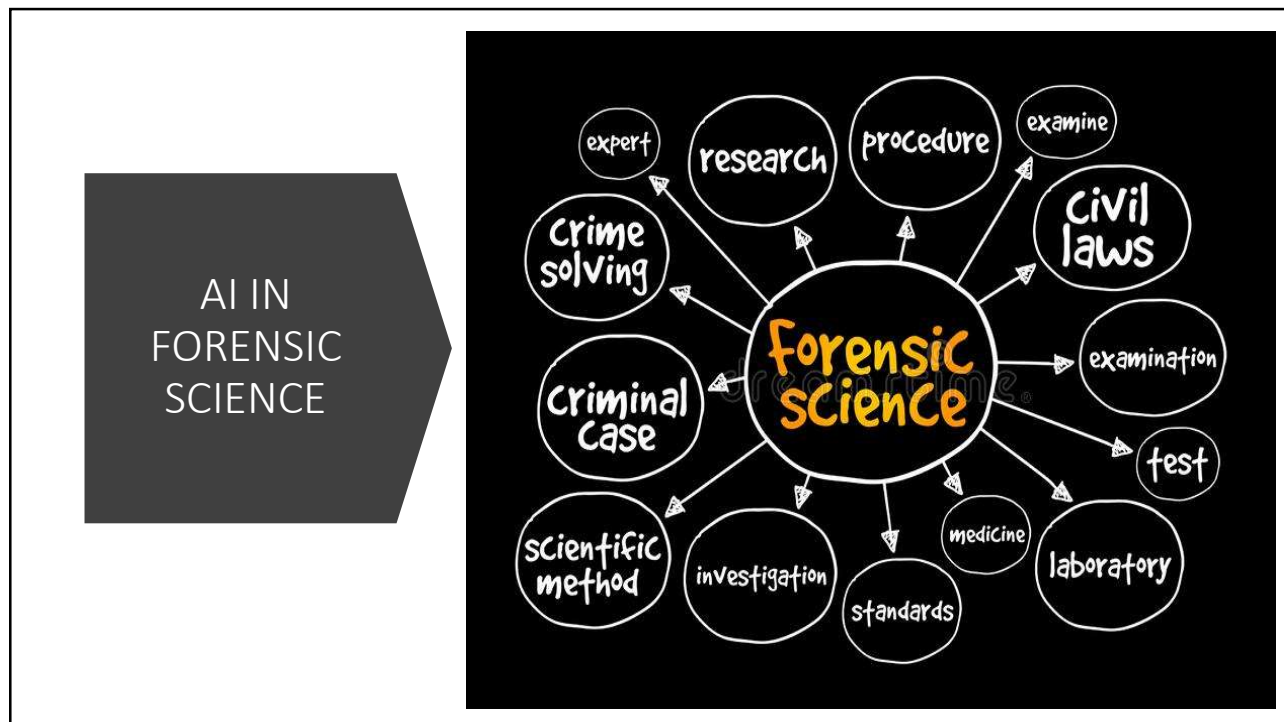 AI IN
FORENSIC
SCIENCE
expert
research
procedure
examine
crime
solving
civil
laws
Forensic
science
dreamstime.
examination
criminal
case
test
scientific
method
investigation
standards
medicine
laboratory